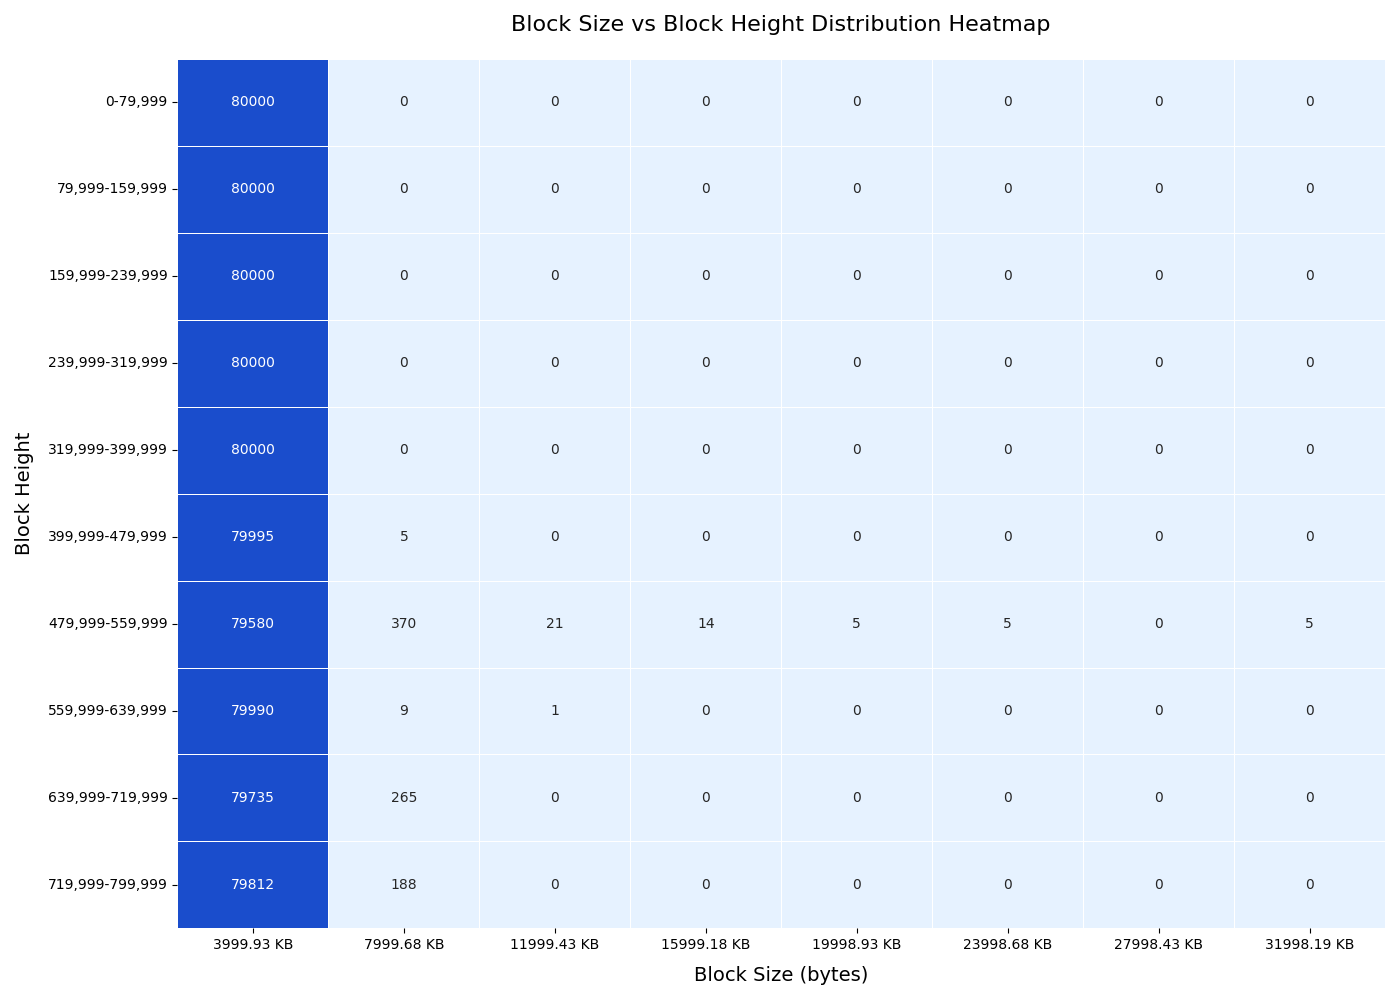 Block Size vs Block Height Distribution Heatmap
0-79,999 80000 0 0 0 0 0 0 0
79,999-159,999 80000 0 0 0 0 0 0 0
159,999-239,999 80000 0 0 0 0 0 0 0
239,999-319,999 80000 0 0 0 0 0 0 0
319,999-399,999 80000 0 0 0 0 0 0 0
399,999-479,999 79995 5 0 0 0 0 0 0
479,999-559,999 79580 370 21 14 5 5 0 5
559,999-639,999 79990 9 1 0 0 0 0 0
639,999-719,999 79735 265 0 0 0 0 0 0
719,999-799,999 79812 188 0 0 0 0 0 0
Block Height
3999.93 KB 7999.68 KB 11999.43 KB 15999.18 KB 19998.93 KB 23998.68 KB 27998.43 KB 31998.19 KB
Block Size (bytes)